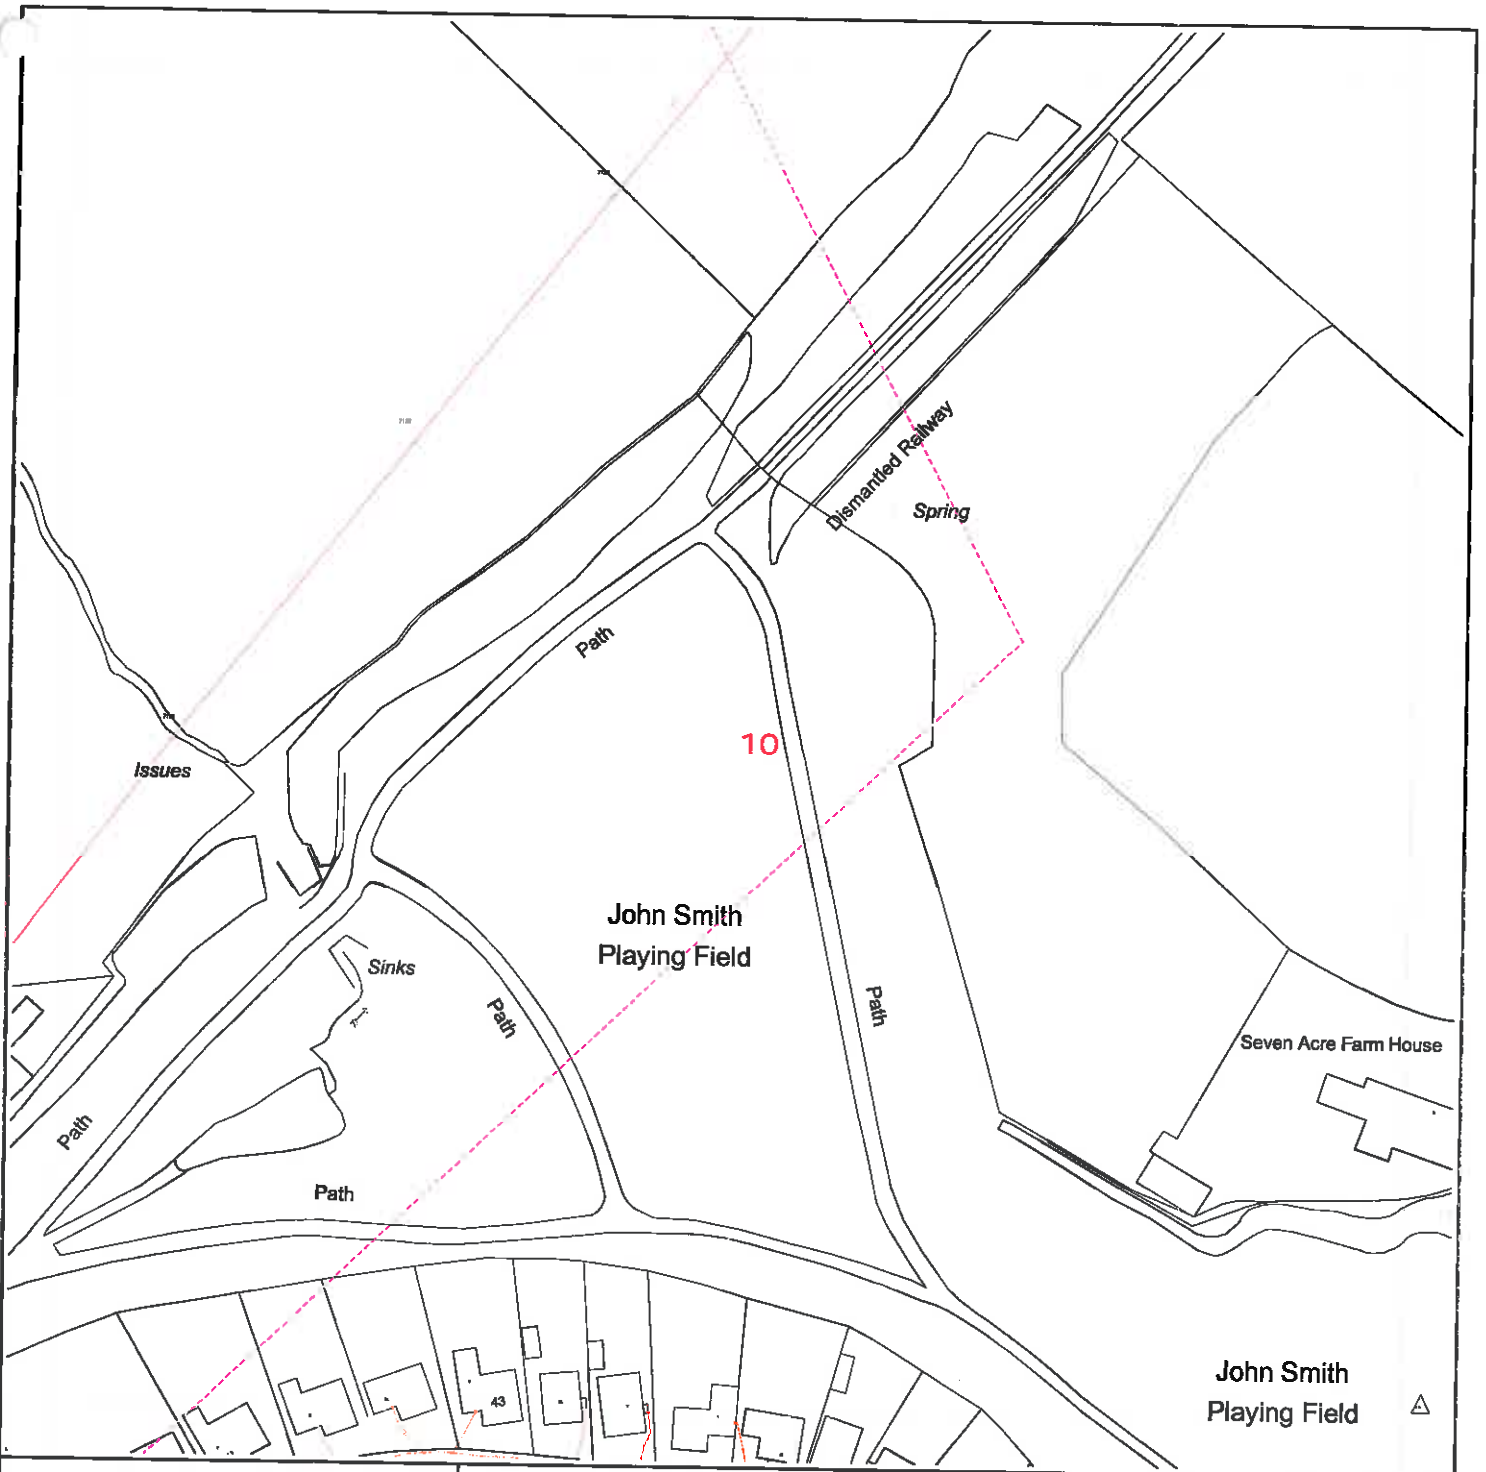 Dismantled Railway
Spring
Path
10
Issues
John Smith
Playing Field
Sinks
Path
Path
Seven Acre Farm House
Path
Path
John Smith
Playing Field
43